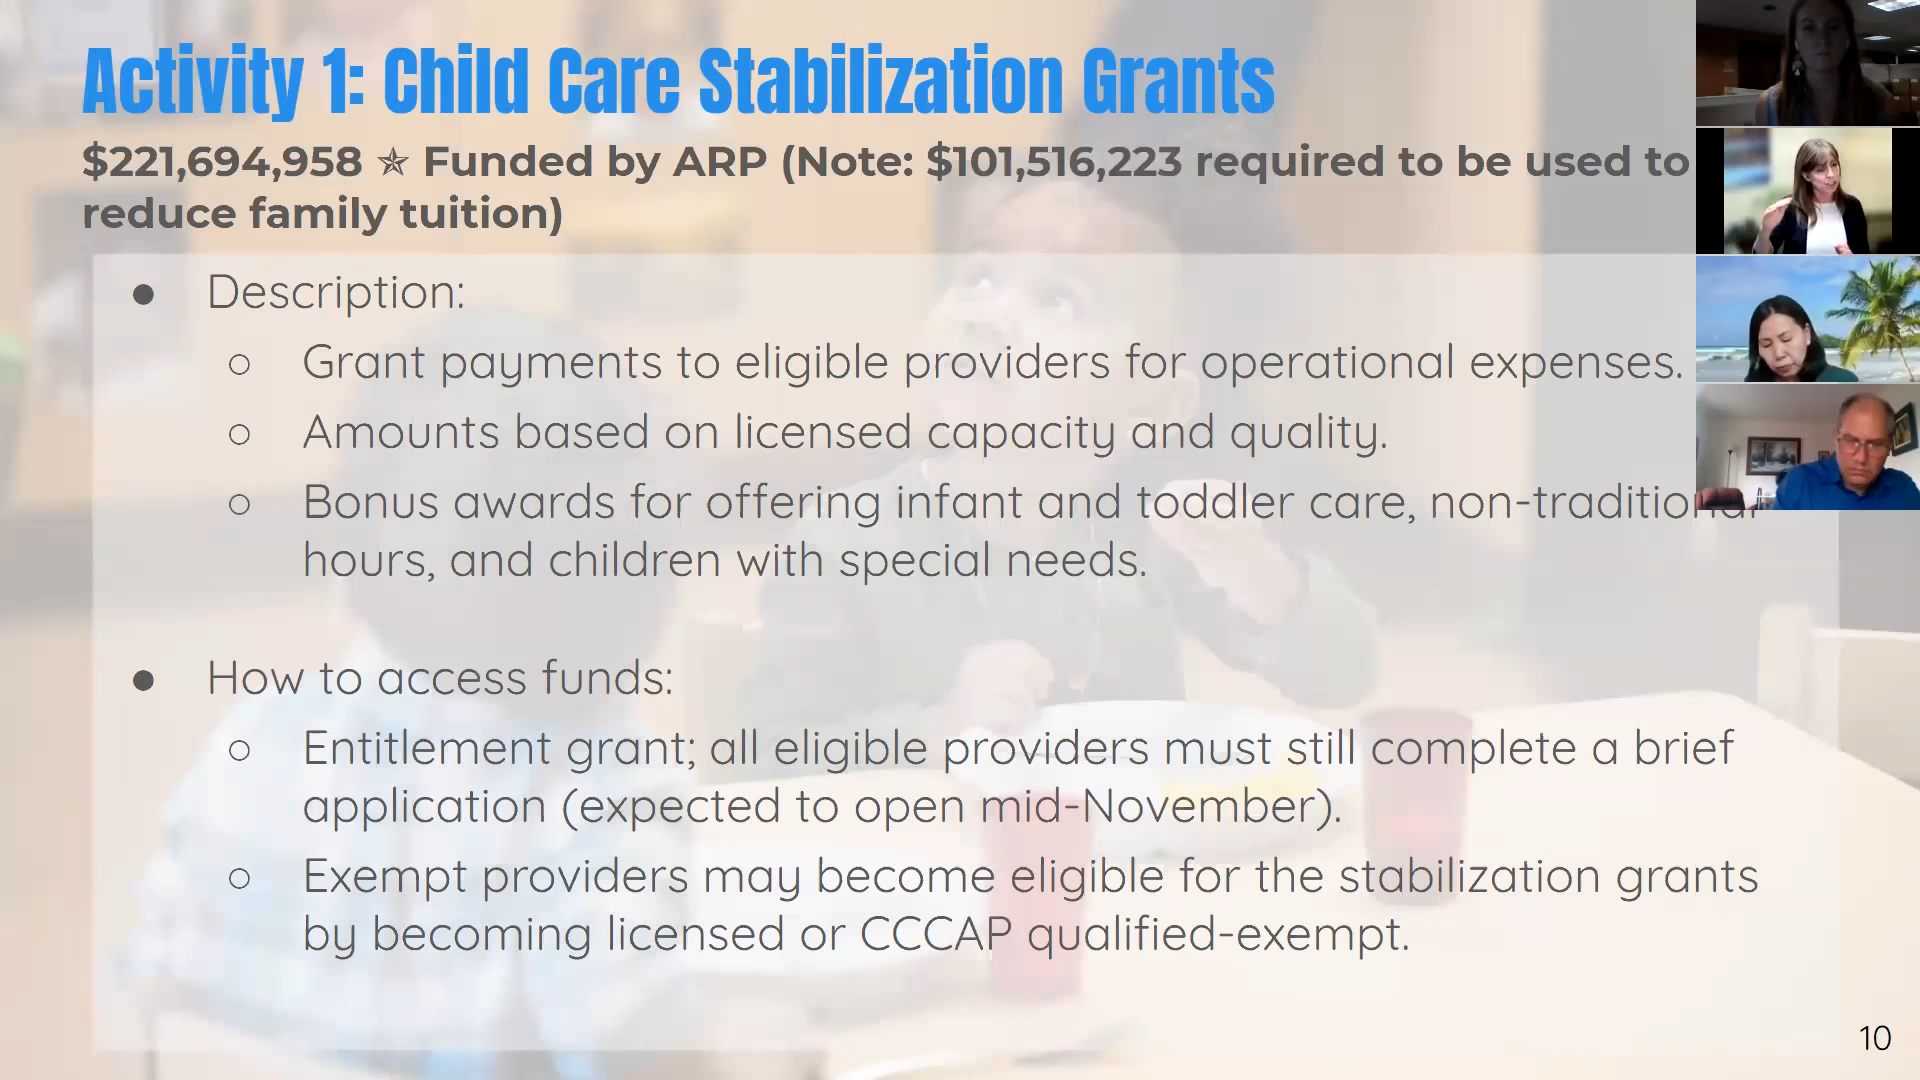 Activity 1: Child Care Stabilization Grants
$221,694,958 ✯ Funded by ARP (Note: $101,516,223 required to be used to
reduce family tuition)
● Description:
○ Grant payments to eligible providers for operational expenses.
○ Amounts based on licensed capacity and quality.
○ Bonus awards for offering infant and toddler care, non-traditional
hours, and children with special needs.
● How to access funds:
○ Entitlement grant; all eligible providers must still complete a brief
application (expected to open mid-November).
○ Exempt providers may become eligible for the stabilization grants
by becoming licensed or CCCAP qualified-exempt.
10